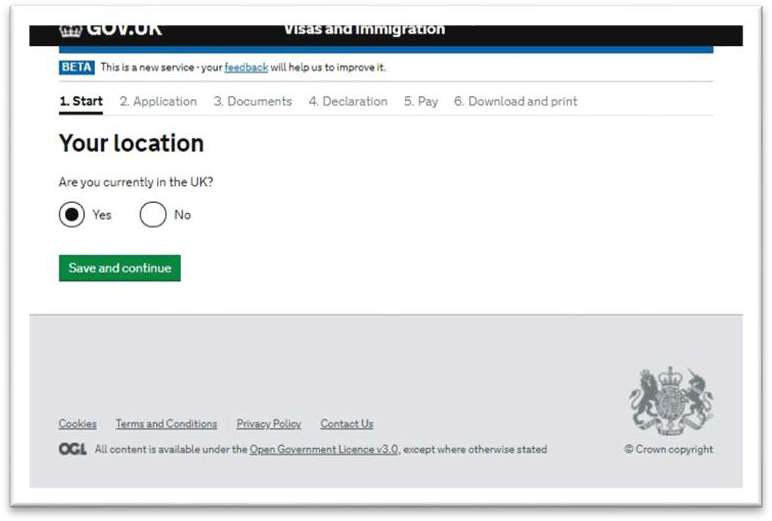 GOV.UK Visas and Immigration
BETA This is a new service - your feedback will help us to improve it.
1. Start 2. Application 3. Documents 4. Declaration 5. Pay 6. Download and print
Your location
Are you currently in the UK?
Yes No
Save and continue
Cookies Terms and Conditions Privacy Policy Contact Us
OGL All content is available under the Open Government Licence v3.0, except where otherwise stated
© Crown copyright